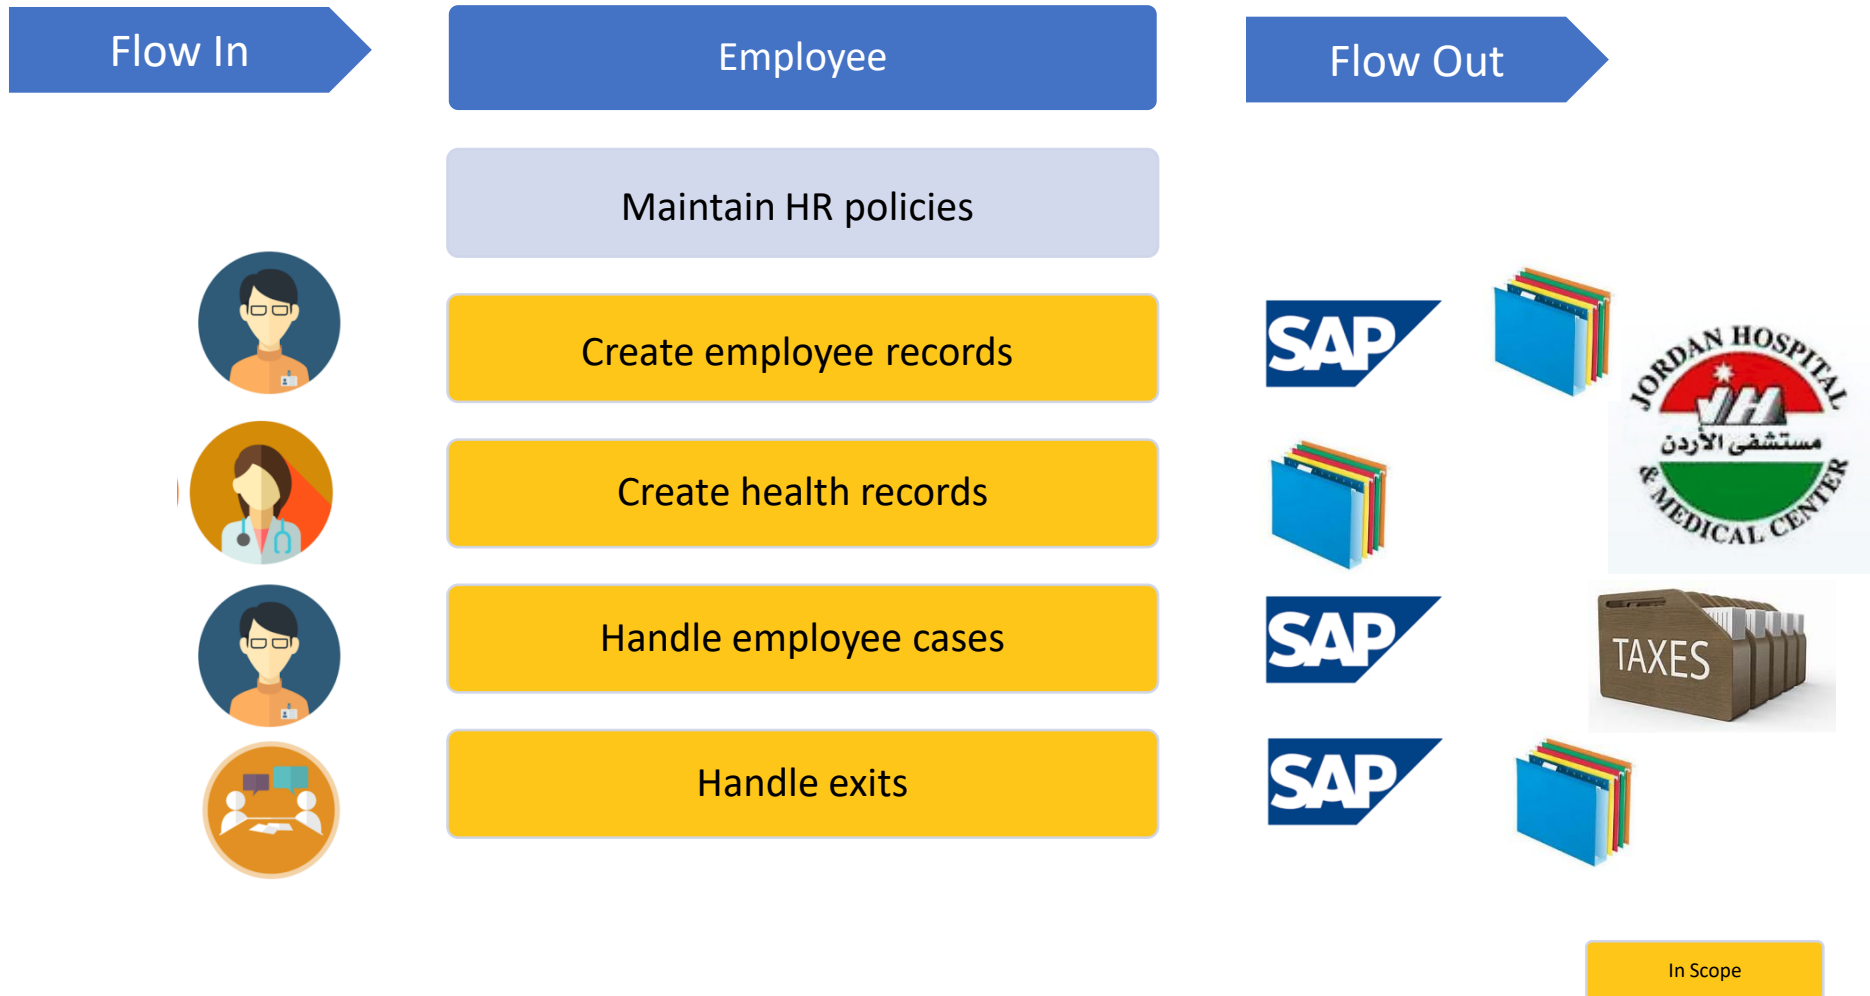 Flow In
Employee
Flow Out
Maintain HR policies
Create employee records
SAP
JORDAN HOSPITAL
JH
مستشفى الأردن
& MEDICAL CENTER
Create health records
Handle employee cases
SAP
TAXES
Handle exits
SAP
In Scope